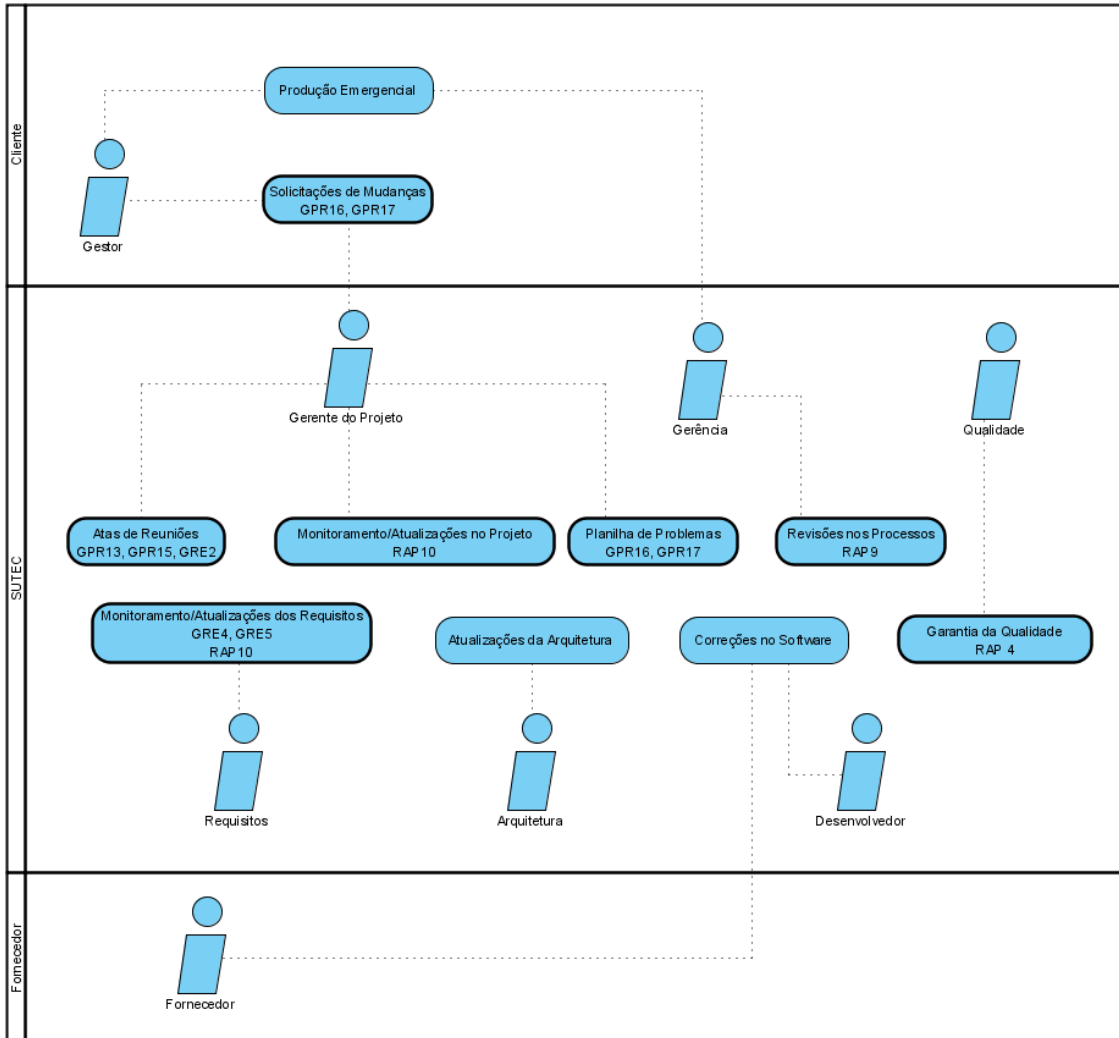 Cliente
Produção Emergencial
Solicitações de Mudanças
GPR16, GPR17
Gestor
SUTEC
Gerente do Projeto
Gerência
Qualidade
Atas de Reuniões
GPR13, GPR15, GRE2
Monitoramento/Atualizações no Projeto
RAP10
Planilha de Problemas
GPR16, GPR17
Revisões nos Processos
RAP9
Monitoramento/Atualizações dos Requisitos
GRE4, GRE5
RAP10
Atualizações da Arquitetura
Correções no Software
Garantia da Qualidade
RAP 4
Requisitos
Arquitetura
Desenvolvedor
Fornecedor
Fornecedor